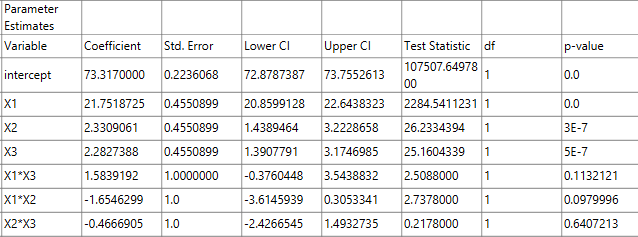 Parameter
Estimates
Variable Coefficient Std. Error Lower CI Upper CI Test Statistic df p-value
intercept 73.3170000 0.2236068 72.8787387 73.7552613 107507.6497800 1 0.0
X1 21.7518725 0.4550899 20.8599128 22.6438323 2284.5411231 1 0.0
X2 2.3309061 0.4550899 1.4389464 3.2228658 26.2334394 1 3E-7
X3 2.2827388 0.4550899 1.3907791 3.1746985 25.1604339 1 5E-7
X1*X3 1.5839192 1.0000000 -0.3760448 3.5438832 2.5088000 1 0.1132121
X1*X2 -1.6546299 1.0 -3.6145939 0.3053341 2.7378000 1 0.0979996
X2*X3 -0.4666905 1.0 -2.4266545 1.4932735 0.2178000 1 0.6407213